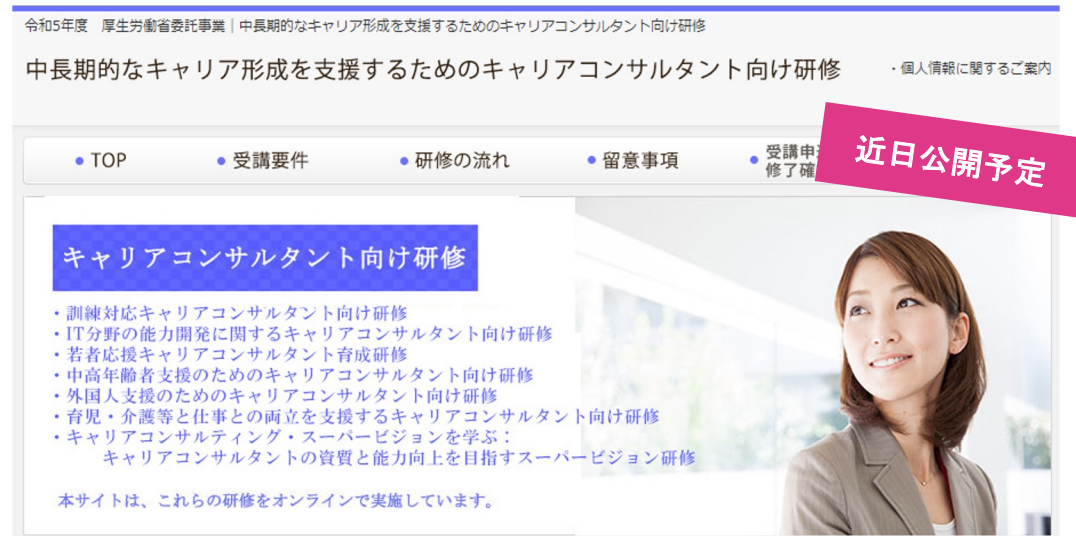 令和5年度 厚生労働省委託事業｜中長期的なキャリア形成を支援するためのキャリアコンサルタント向け研修
中長期的なキャリア形成を支援するためのキャリアコンサルタント向け研修
・個人情報に関するご案内
● TOP
● 受講要件
● 研修の流れ
● 留意事項
● 受講申
修了確
近日公開予定
キャリアコンサルタント向け研修
・訓練対応キャリアコンサルタント向け研修
・IT分野の能力開発に関するキャリアコンサルタント向け研修
・若者応援キャリアコンサルタント育成研修
・中高年齢者支援のためのキャリアコンサルタント向け研修
・外国人支援のためのキャリアコンサルタント向け研修
・育児・介護等と仕事との両立を支援するキャリアコンサルタント向け研修
・キャリアコンサルティング・スーパービジョンを学ぶ：
キャリアコンサルタントの資質と能力向上を目指すスーパービジョン研修
本サイトは、これらの研修をオンラインで実施しています。